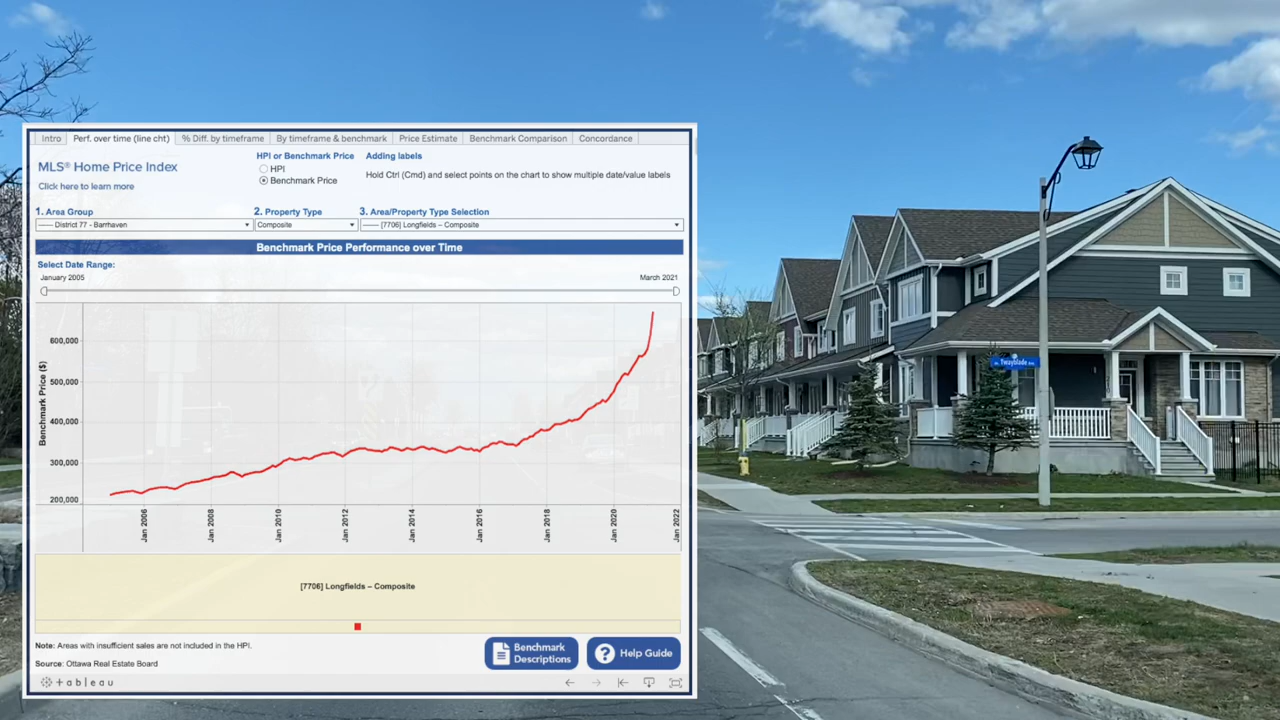 Intro Perf. over time (line cht) % Diff. by timeframe By timeframe & benchmark Price Estimate Benchmark Comparison Concordance
MLS® Home Price Index
Click here to learn more
HPI or Benchmark Price
HPI
Benchmark Price
Adding labels
Hold Ctrl (Cmd) and select points on the chart to show multiple date/value labels
1. Area Group
District 77 - Barrhaven
2. Property Type
Composite
3. Area/Property Type Selection
[7706] Longfields – Composite
Benchmark Price Performance over Time
Select Date Range:
January 2005 March 2021
Benchmark Price ($)
600,000
500,000
400,000
300,000
200,000
Jan 2006 Jan 2008 Jan 2010 Jan 2012 Jan 2014 Jan 2016 Jan 2018 Jan 2020 Jan 2022
[7706] Longfields – Composite
Note: Areas with insufficient sales are not included in the HPI.
Source: Ottawa Real Estate Board
Benchmark
Descriptions
? Help Guide
+ a b l e a u